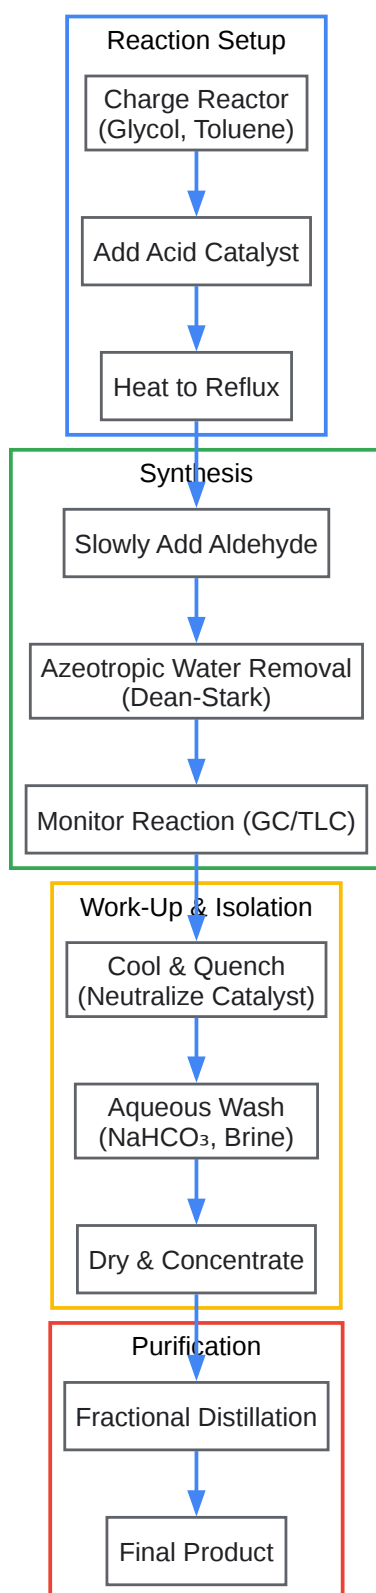 Reaction Setup
Charge Reactor
(Glycol, Toluene)
Add Acid Catalyst
Heat to Reflux
Synthesis
Slowly Add Aldehyde
Azeotropic Water Removal
(Dean-Stark)
Monitor Reaction (GC/TLC)
Work-Up & Isolation
Cool & Quench
(Neutralize Catalyst)
Aqueous Wash
(NaHCO₃, Brine)
Dry & Concentrate
Purification
Fractional Distillation
Final Product